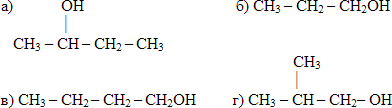 а) OH б) CH₃ – CH₂ – CH₂OH
CH₃ – CH – CH₂ – CH₃
CH₃
в) CH₃ – CH₂ – CH₂ – CH₂OH г) CH₃ – CH – CH₂ – OH